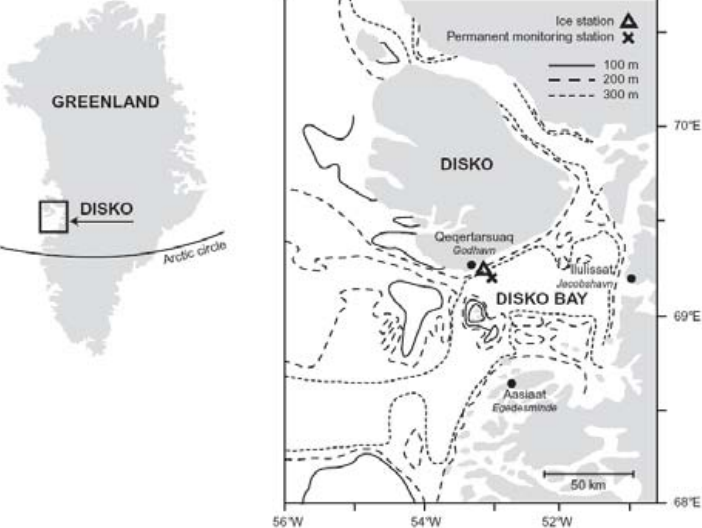 GREENLAND
DISKO
Arctic circle
Ice station
Permanent monitoring station
100 m
200 m
300 m
70°E
DISKO
Qeqertarsuaq
Godhavn
Ilulissat
Jacobshavn
DISKO BAY
69°E
Aasiaat
Egedesminde
50 km
68°E
56°W
54°W
52°W